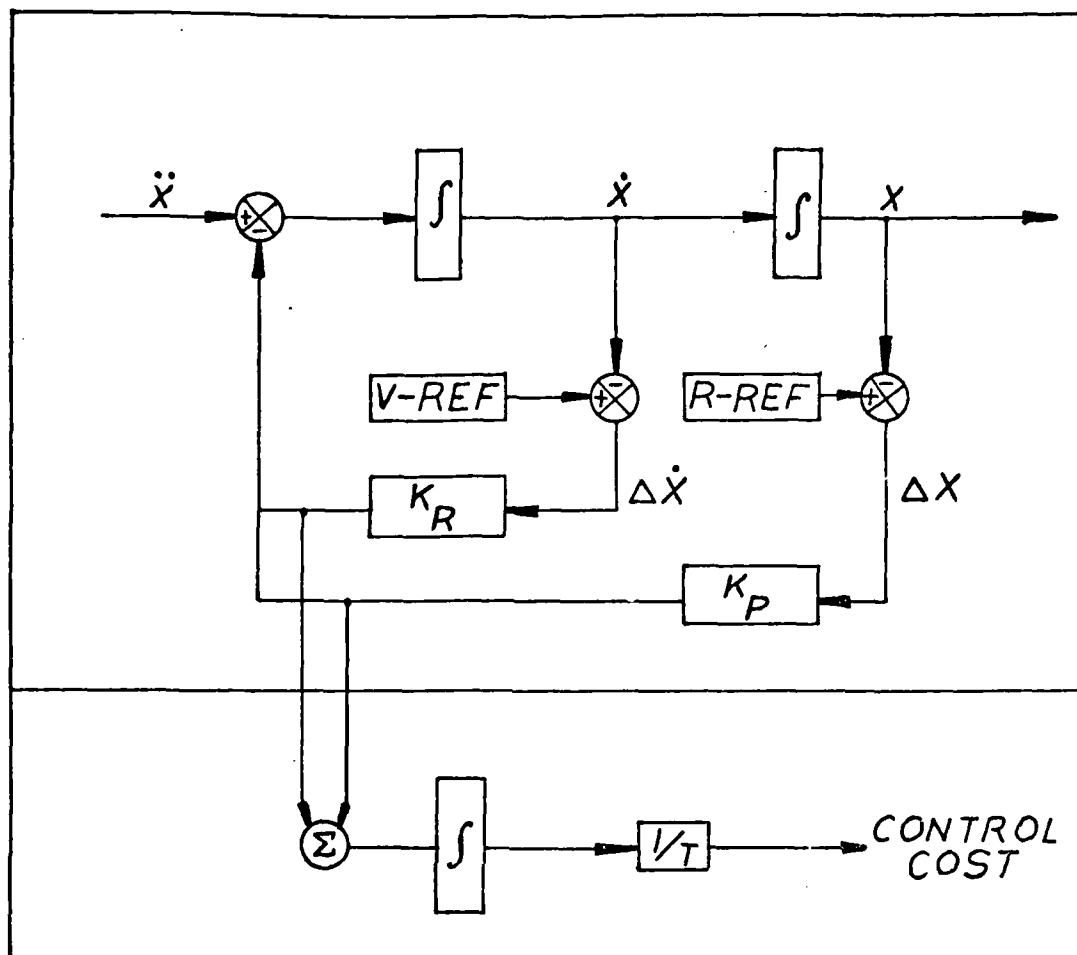 Ẍ + − ∫ Ẋ ∫ X
V-REF + − R-REF + −
K_R ΔẊ ΔX
K_P
Σ ∫ 1/T CONTROL
COST